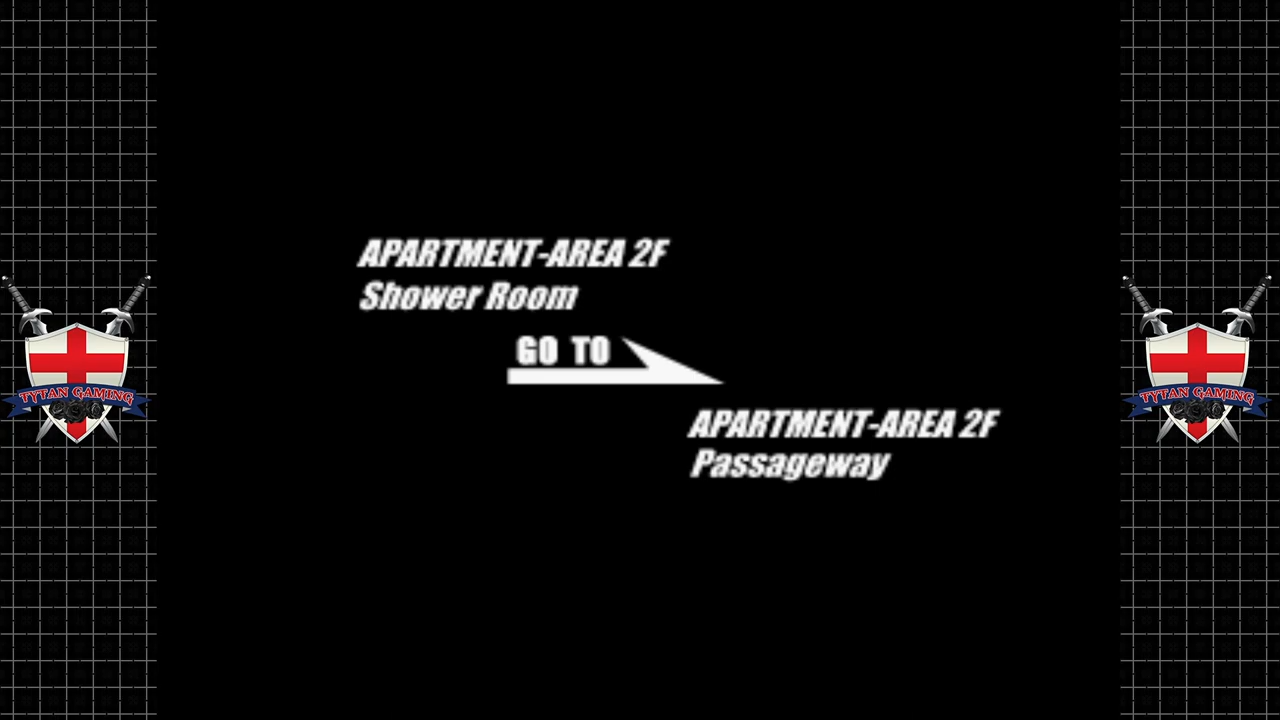 APARTMENT-AREA 2F
Shower Room
GO TO
APARTMENT-AREA 2F
Passageway
TYTAN GAMING
TYTAN GAMING